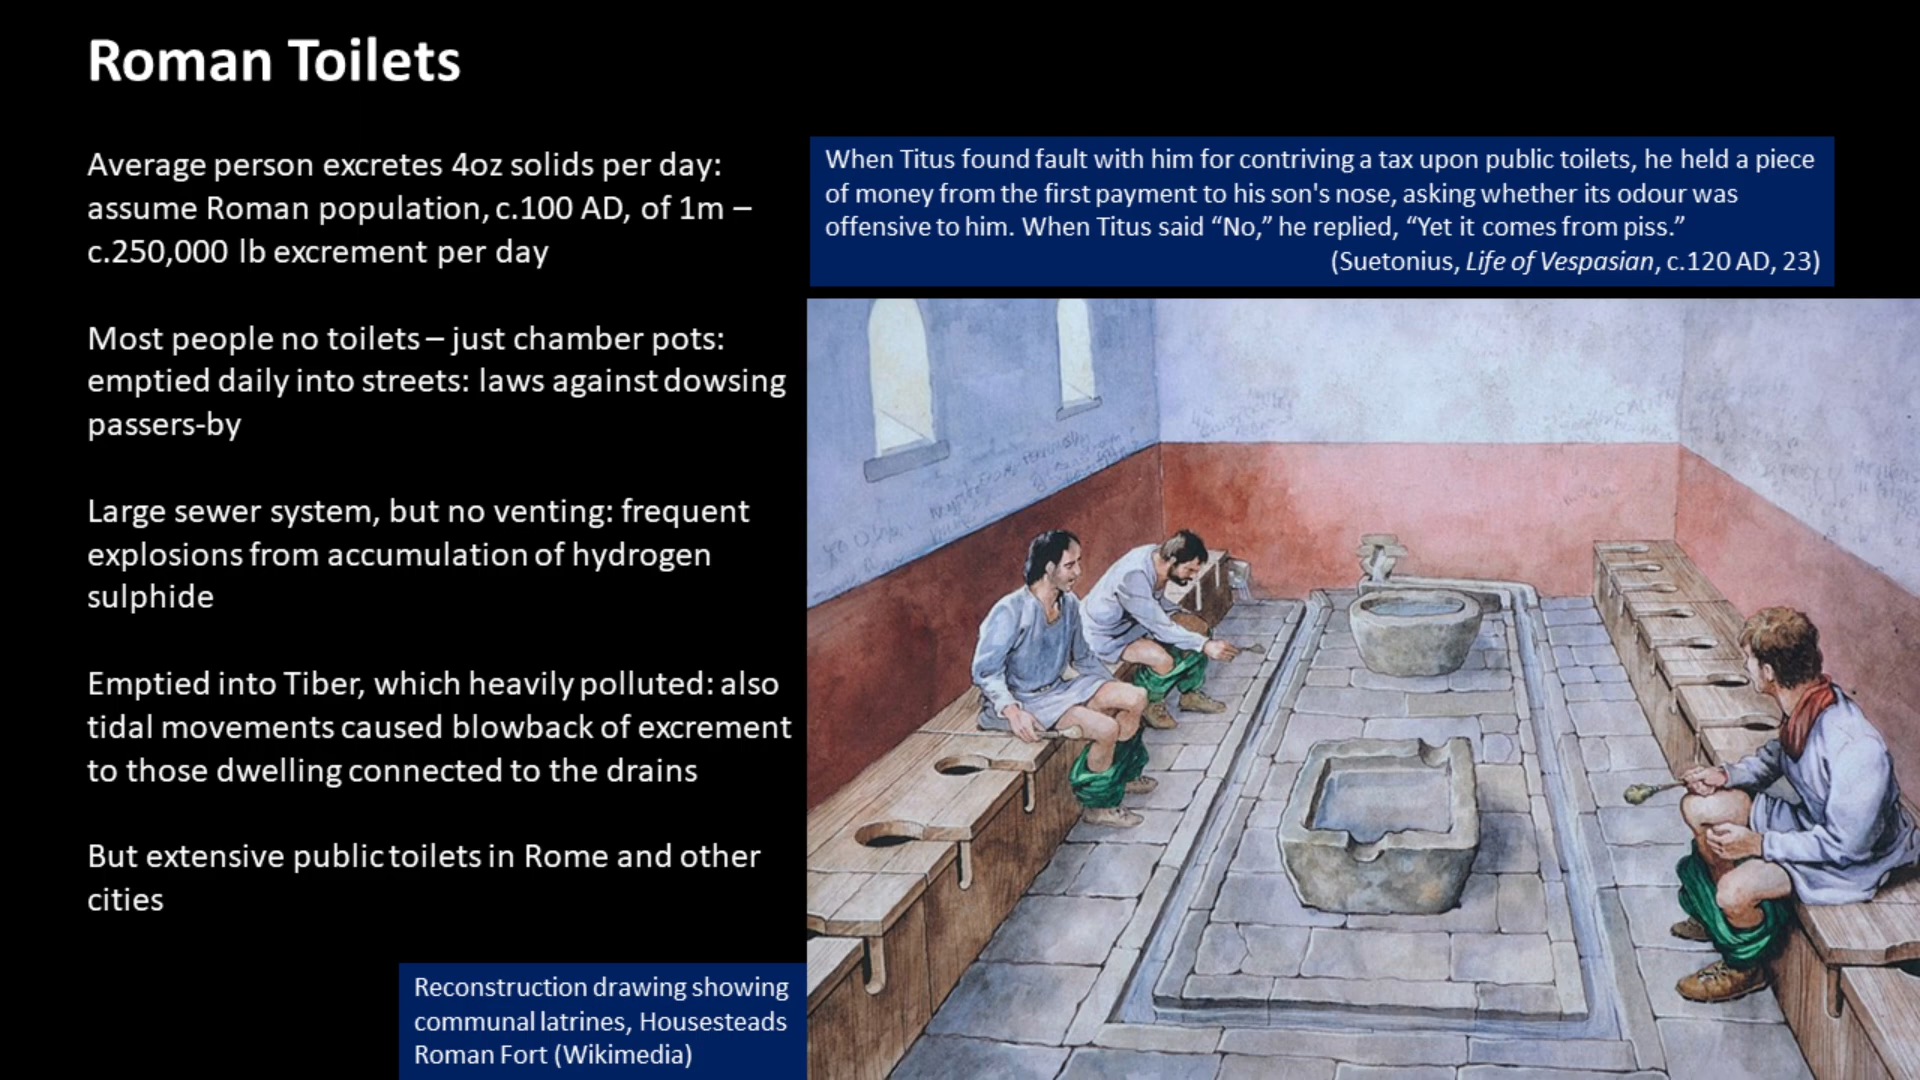 Roman Toilets
Average person excretes 4oz solids per day:
assume Roman population, c.100 AD, of 1m –
c.250,000 lb excrement per day
Most people no toilets – just chamber pots:
emptied daily into streets: laws against dowsing
passers-by
Large sewer system, but no venting: frequent
explosions from accumulation of hydrogen
sulphide
Emptied into Tiber, which heavily polluted: also
tidal movements caused blowback of excrement
to those dwelling connected to the drains
But extensive public toilets in Rome and other
cities
When Titus found fault with him for contriving a tax upon public toilets, he held a piece
of money from the first payment to his son's nose, asking whether its odour was
offensive to him. When Titus said “No,” he replied, “Yet it comes from piss.”
(Suetonius, Life of Vespasian, c.120 AD, 23)
Reconstruction drawing showing
communal latrines, Housesteads
Roman Fort (Wikimedia)